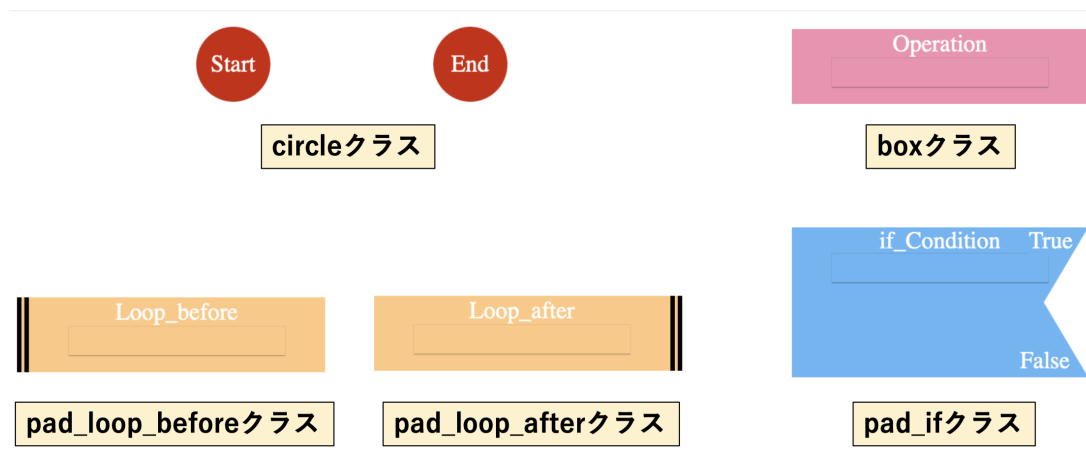 Start
End
Operation
circleクラス
boxクラス
if_Condition True
Loop_before
Loop_after
False
pad_loop_beforeクラス
pad_loop_afterクラス
pad_ifクラス